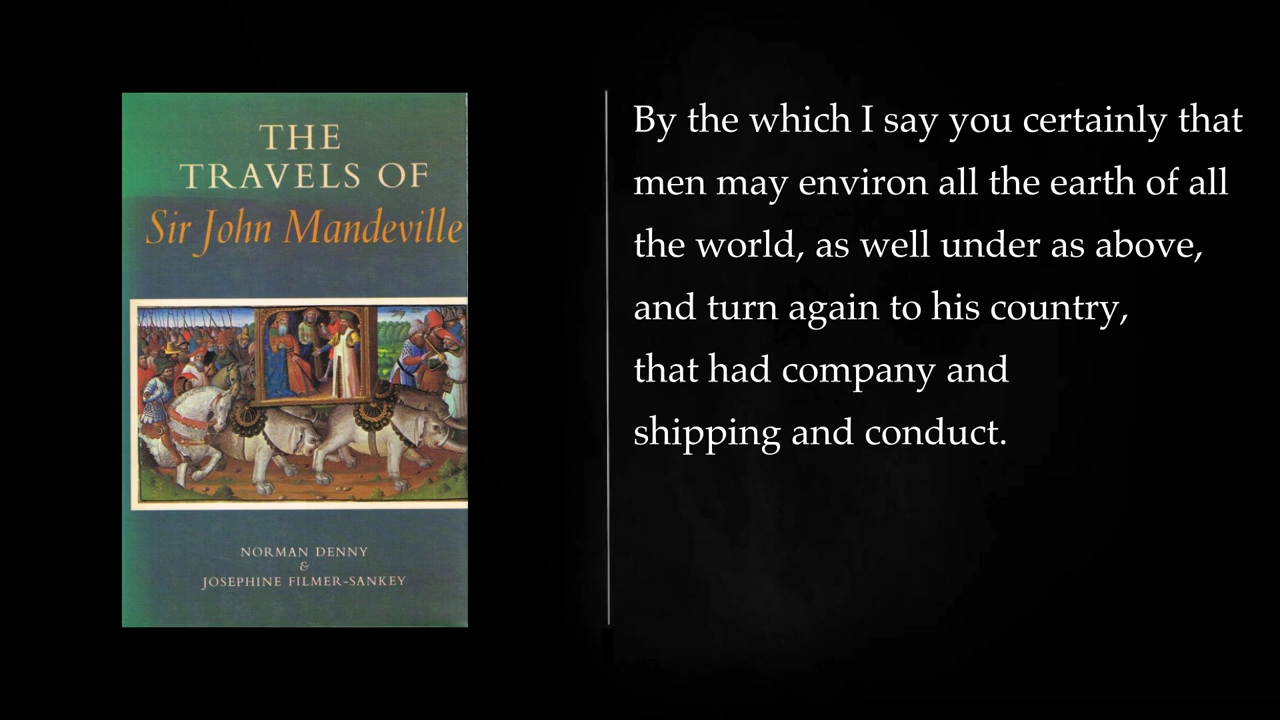 THE
TRAVELS OF
Sir John Mandeville
NORMAN DENNY
&
JOSEPHINE FILMER-SANKEY
By the which I say you certainly that
men may environ all the earth of all
the world, as well under as above,
and turn again to his country,
that had company and
shipping and conduct.